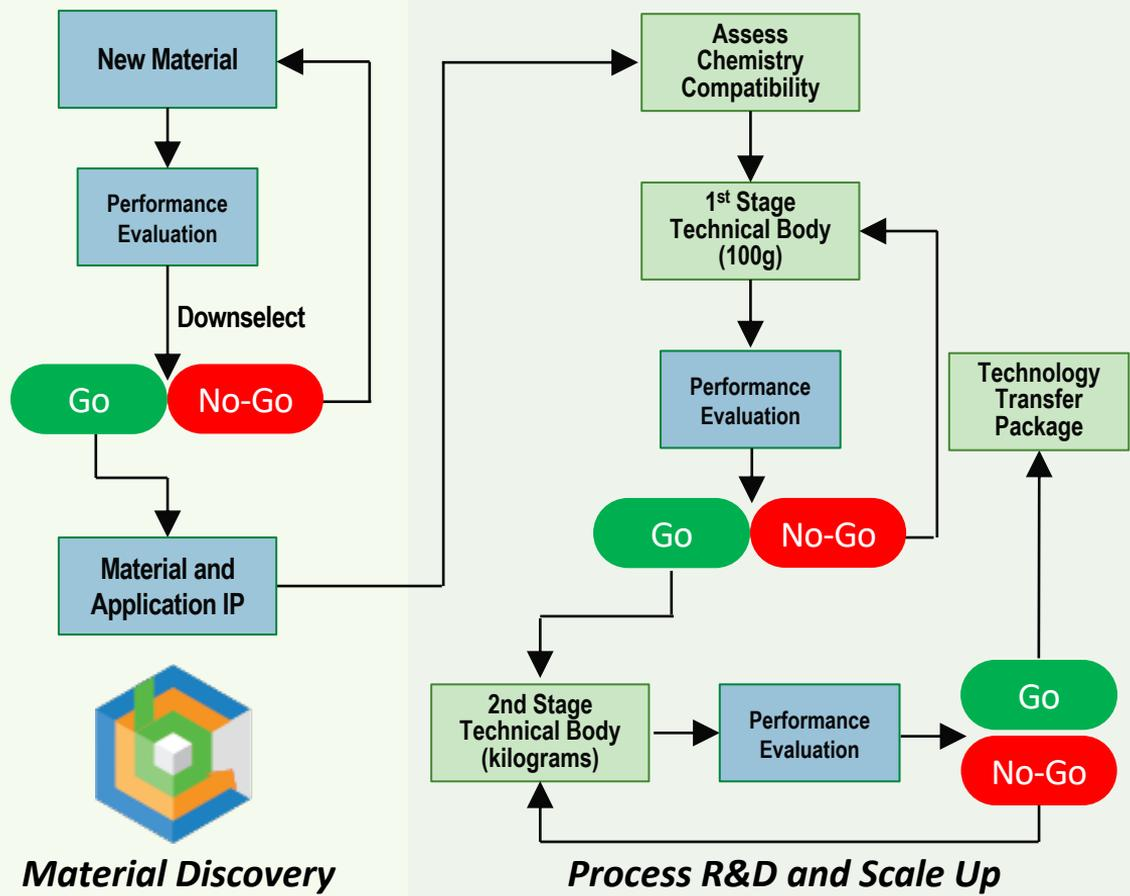 New Material
Performance
Evaluation
Downselect
Go
No-Go
Material and
Application IP
Material Discovery
Assess
Chemistry
Compatibility
1st Stage
Technical Body
(100g)
Performance
Evaluation
Go
No-Go
2nd Stage
Technical Body
(kilograms)
Performance
Evaluation
Go
No-Go
Technology
Transfer
Package
Process R&D and Scale Up